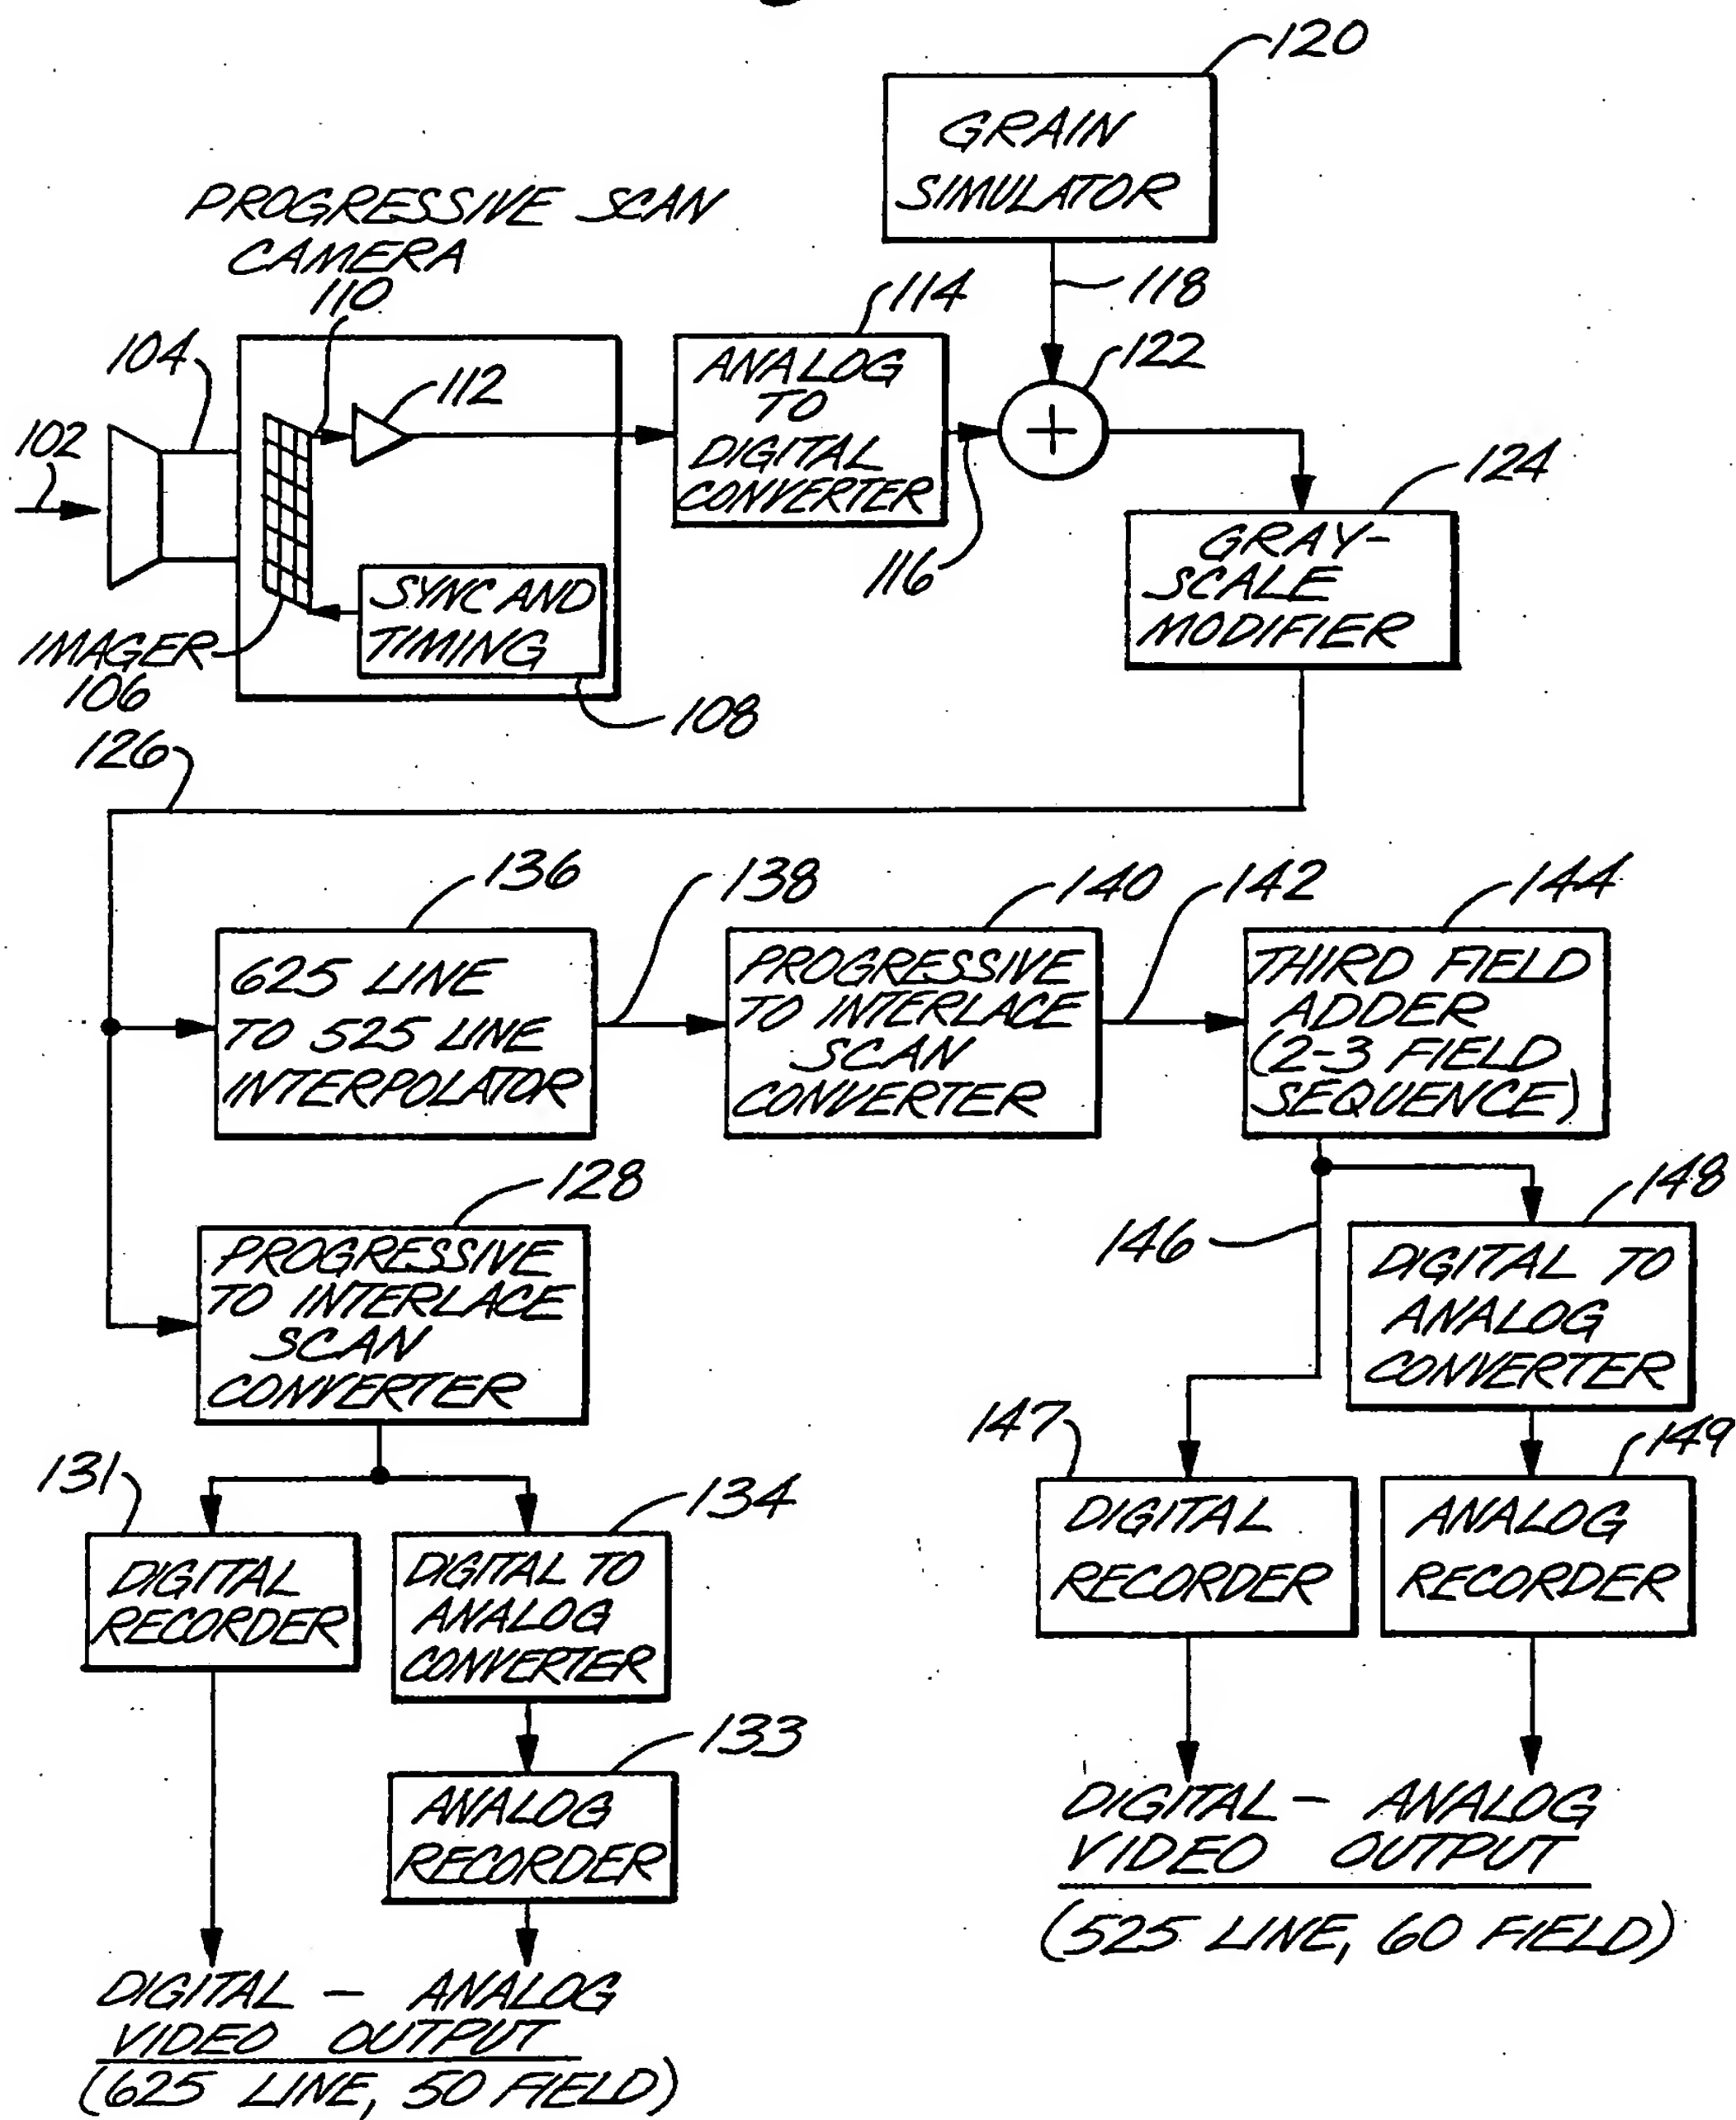 120
GRAIN
SIMULATOR
PROGRESSIVE SCAN
CAMERA
110
118
114
122
104
112
ANALOG
TO
DIGITAL
CONVERTER
102
124
116
GRAY-
SCALE
MODIFIER
SYNC AND
TIMING
IMAGER
106
108
126
136
138
140
142
144
625 LINE
TO 525 LINE
INTERPOLATOR
PROGRESSIVE
TO INTERLACE
SCAN
CONVERTER
THIRD FIELD
ADDER
(2-3 FIELD
SEQUENCE)
128
148
146
PROGRESSIVE
TO INTERLACE
SCAN
CONVERTER
DIGITAL TO
ANALOG
CONVERTER
147
149
131
134
DIGITAL
RECORDER
ANALOG
RECORDER
DIGITAL
RECORDER
DIGITAL TO
ANALOG
CONVERTER
133
ANALOG
RECORDER
DIGITAL - ANALOG
VIDEO OUTPUT
(525 LINE, 60 FIELD)
DIGITAL - ANALOG
VIDEO OUTPUT
(625 LINE, 50 FIELD)